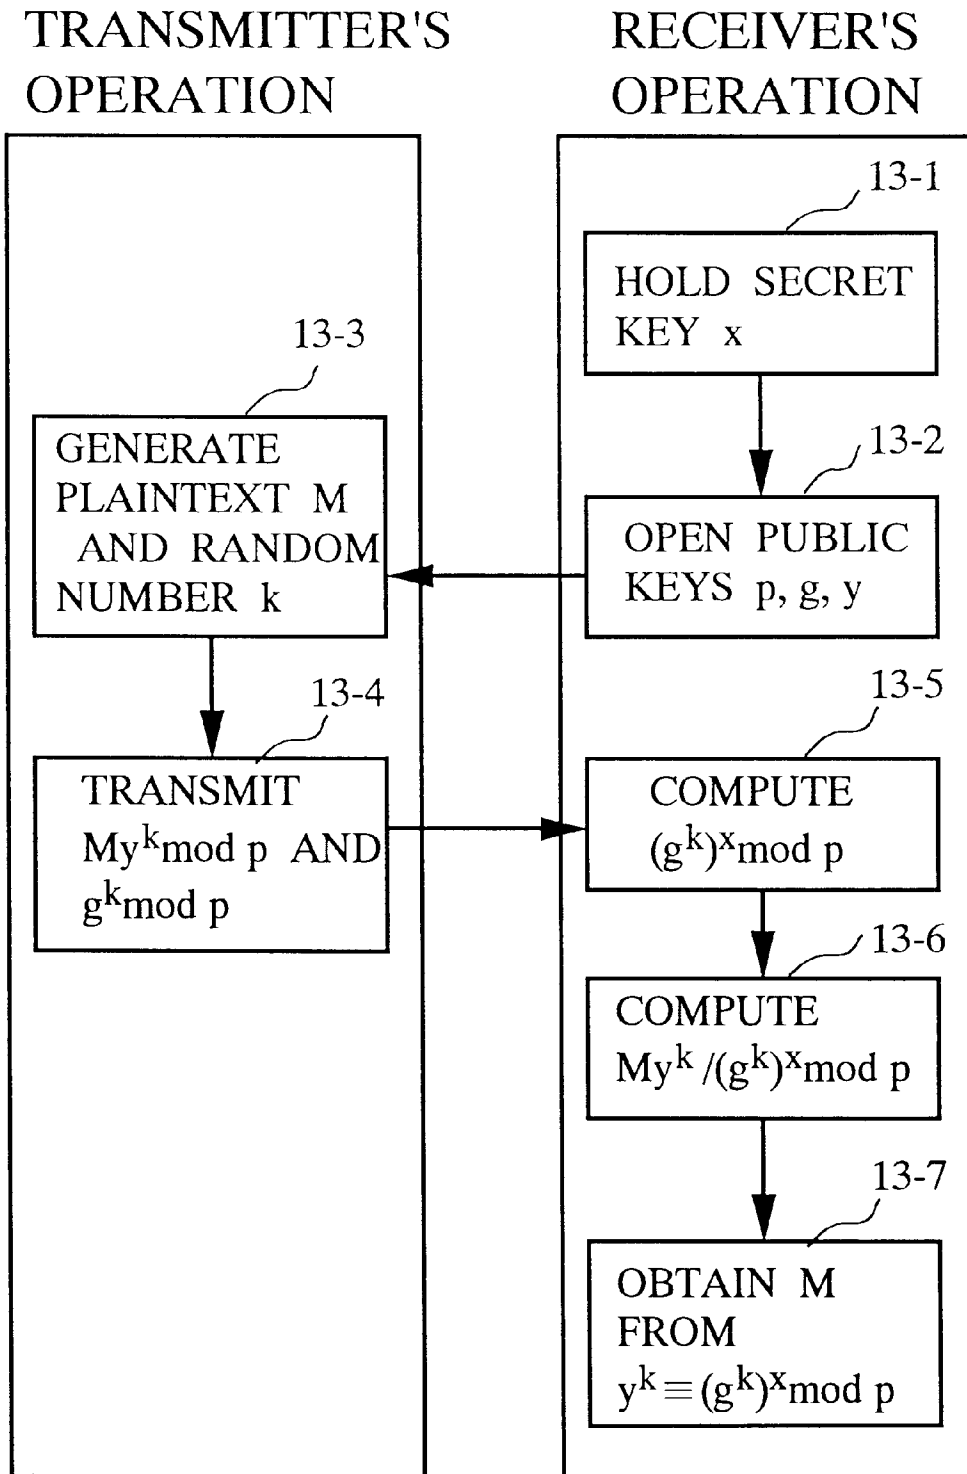 TRANSMITTER'S
OPERATION
RECEIVER'S
OPERATION
13-1
HOLD SECRET
KEY x
13-2
OPEN PUBLIC
KEYS p, g, y
13-3
GENERATE
PLAINTEXT M
AND RANDOM
NUMBER k
13-4
TRANSMIT
My^k mod p AND
g^k mod p
13-5
COMPUTE
(g^k)^x mod p
13-6
COMPUTE
My^k /(g^k)^x mod p
13-7
OBTAIN M
FROM
y^k ≡ (g^k)^x mod p